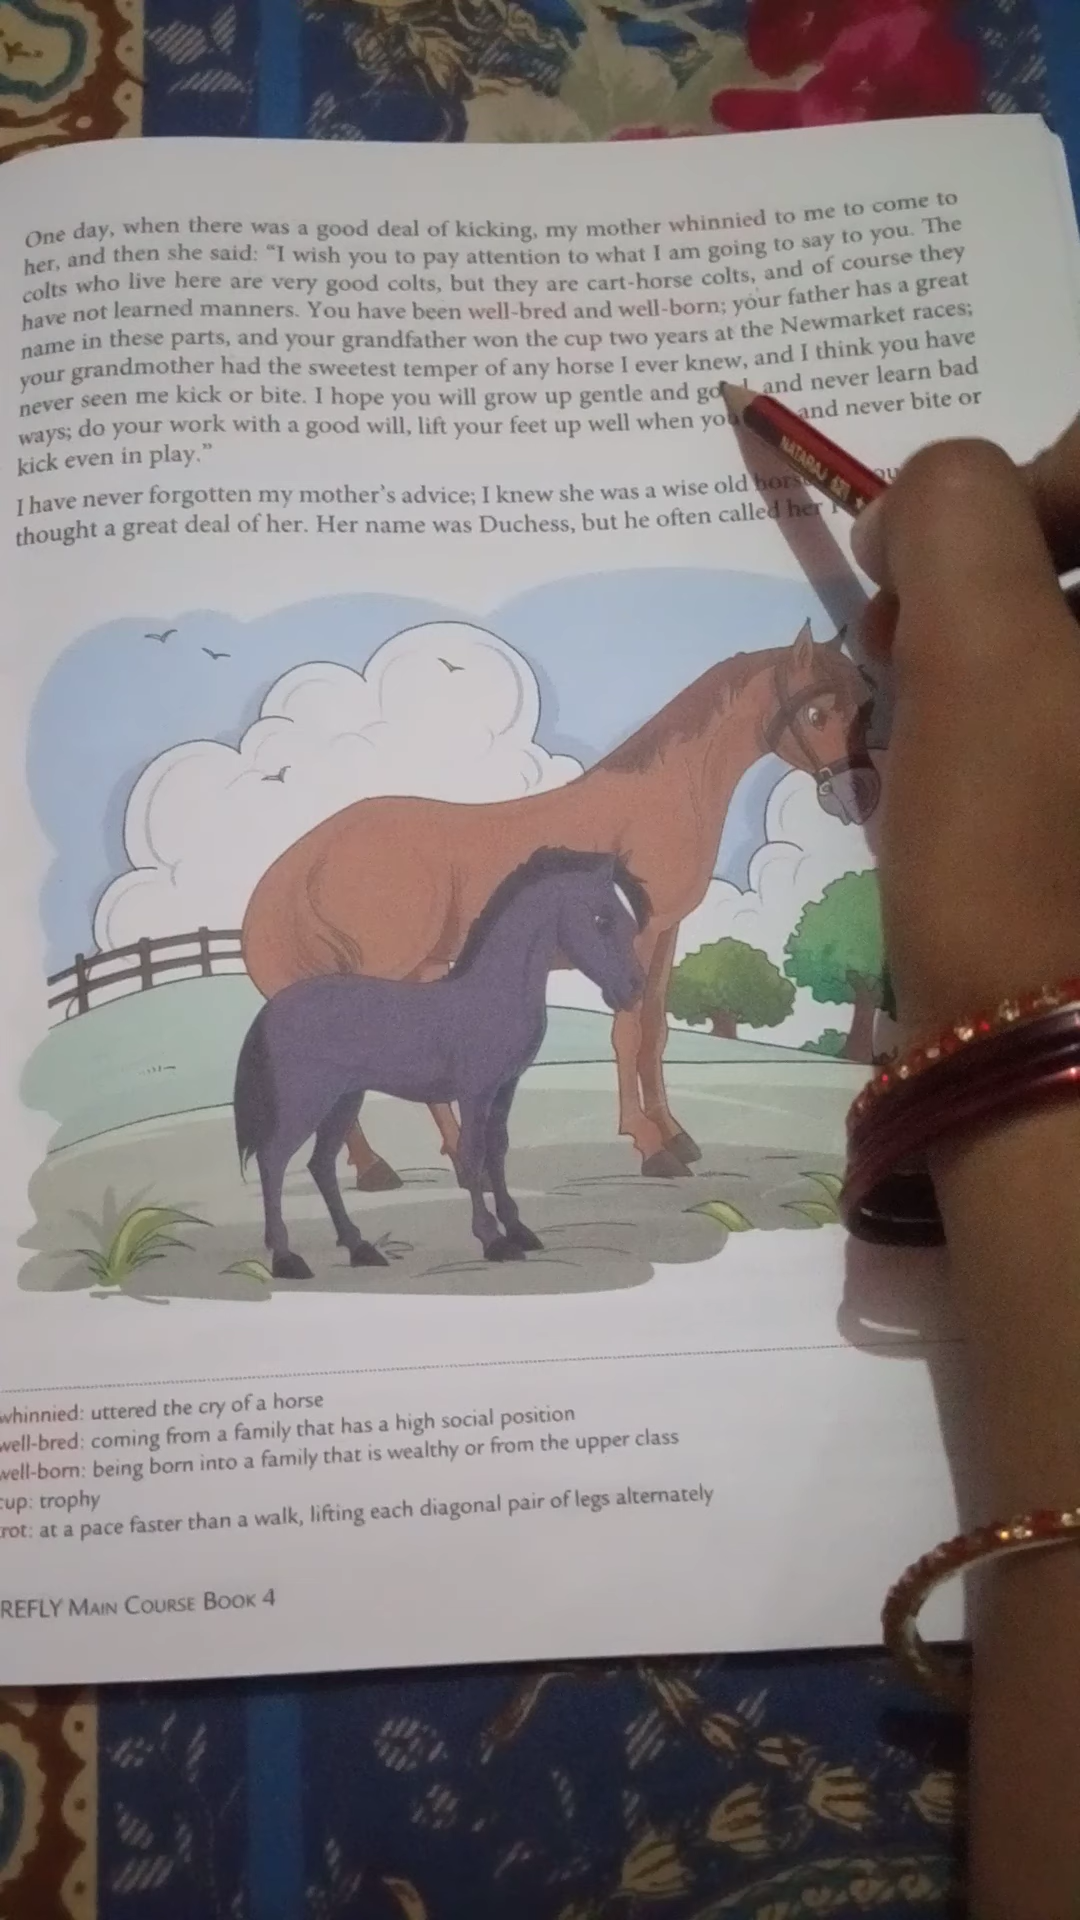 One day, when there was a good deal of kicking, my mother whinnied to me to come to
her, and then she said: “I wish you to pay attention to what I am going to say to you. The
colts who live here are very good colts, but they are cart-horse colts, and of course they
have not learned manners. You have been well-bred and well-born; your father has a great
name in these parts, and your grandfather won the cup two years at the Newmarket races;
your grandmother had the sweetest temper of any horse I ever knew, and I think you have
never seen me kick or bite. I hope you will grow up gentle and and never learn bad
ways; do your work with a good will, lift your feet up well when and never bite or
kick even in play.”
I have never forgotten my mother’s advice; I knew she was a wise old
thought a great deal of her. Her name was Duchess, but he often called her
NATARAJ
whinnied: uttered the cry of a horse
well-bred: coming from a family that has a high social position
well-born: being born into a family that is wealthy or from the upper class
cup: trophy
rot: at a pace faster than a walk, lifting each diagonal pair of legs alternately
REFLY MAIN COURSE BOOK 4